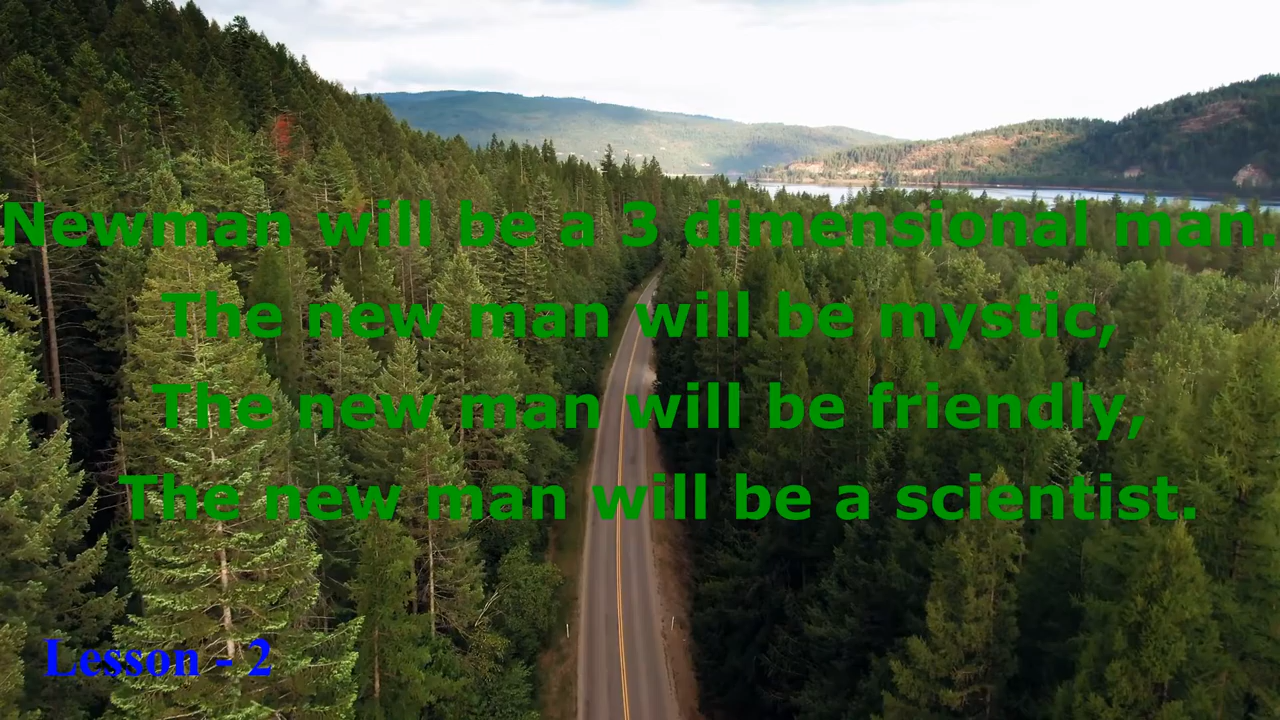 Newman will be a 3 dimensional man.
The new man will be mystic,
The new man will be friendly,
The new man will be a scientist.
Lesson - 2